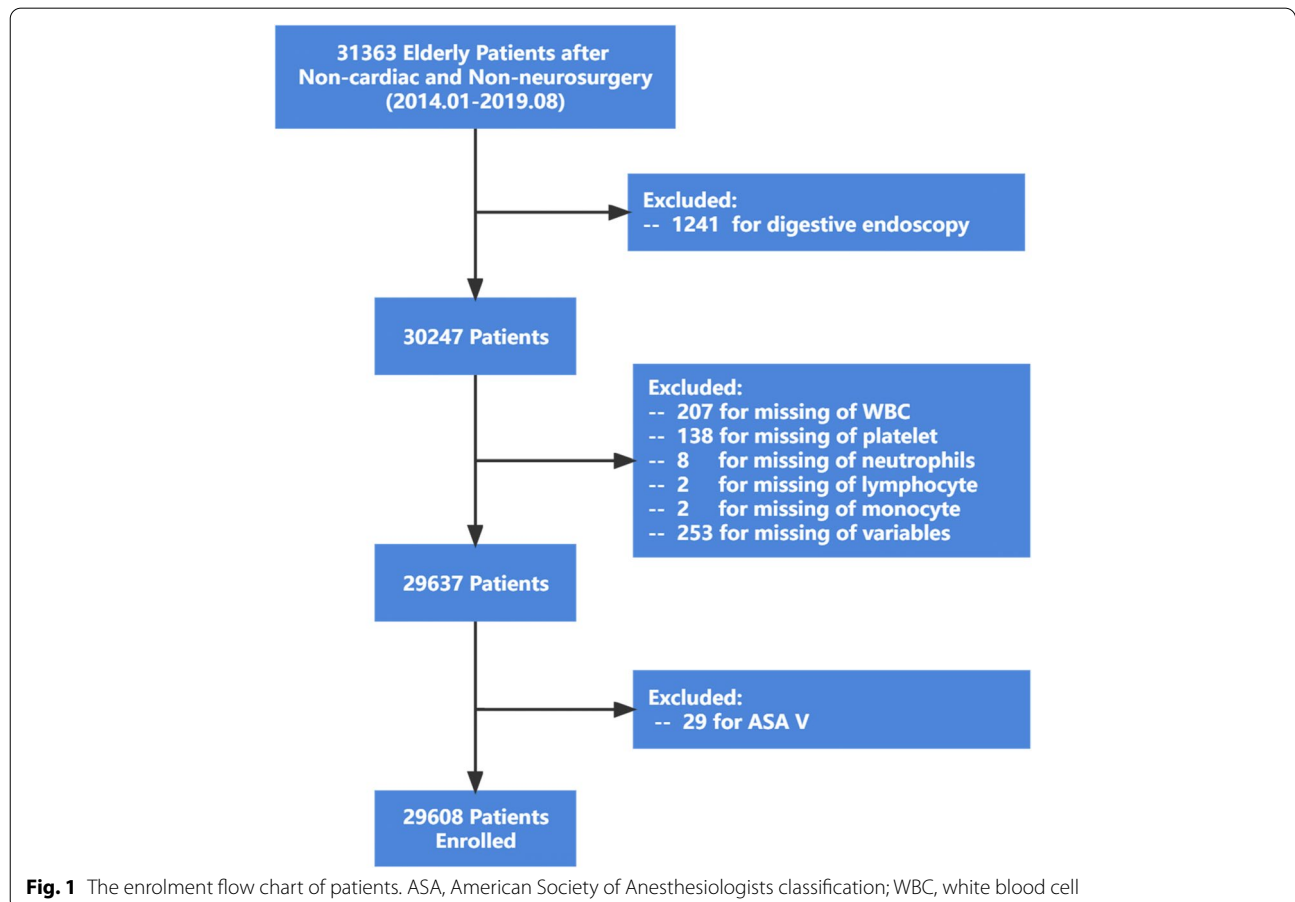 31363 Elderly Patients after
Non-cardiac and Non-neurosurgery
(2014.01-2019.08)
Excluded:
-- 1241 for digestive endoscopy
30247 Patients
Excluded:
-- 207 for missing of WBC
-- 138 for missing of platelet
-- 8 for missing of neutrophils
-- 2 for missing of lymphocyte
-- 2 for missing of monocyte
-- 253 for missing of variables
29637 Patients
Excluded:
-- 29 for ASA V
29608 Patients
Enrolled
Fig. 1 The enrolment flow chart of patients. ASA, American Society of Anesthesiologists classification; WBC, white blood cell